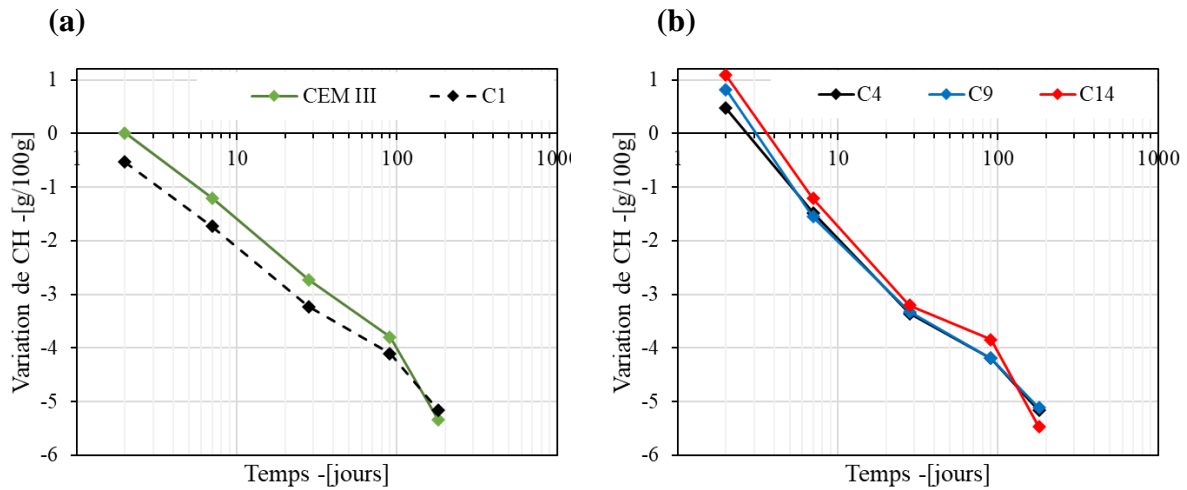 (a)
CEM III
C1
1
0
-1
-2
-3
-4
-5
-6
1
10
100
1000
Variation de CH -[g/100g]
Temps -[jours]
(b)
C4
C9
C14
1
0
-1
-2
-3
-4
-5
-6
1
10
100
1000
Variation de CH -[g/100g]
Temps -[jours]